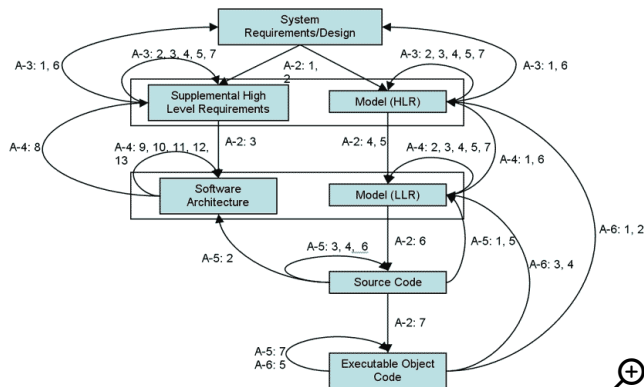 System
Requirements/Design
A-3: 1, 6
A-3: 2, 3, 4, 5, 7
A-2: 1,
2
A-3: 2, 3, 4, 5, 7
A-3: 1, 6
Supplemental High
Level Requirements
Model (HLR)
A-4: 8
A-2: 3
A-4: 9, 10, 11, 12,
13
A-2: 4, 5
A-4: 2, 3, 4, 5, 7
A-4: 1, 6
Software
Architecture
Model (LLR)
A-6: 1, 2
A-5: 2
A-5: 3, 4, 6
A-2: 6
A-5: 1, 5
A-6: 3, 4
Source Code
A-2: 7
A-5: 7
A-6: 5
Executable Object
Code